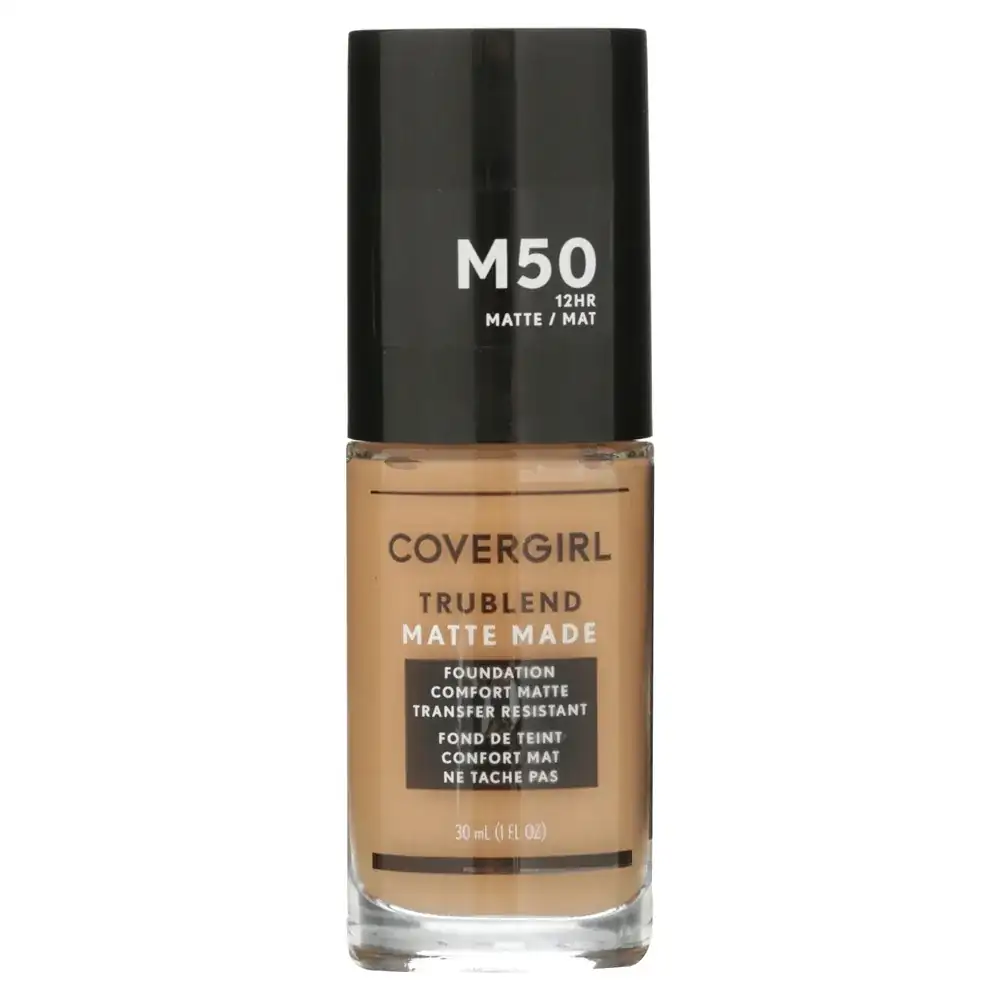 M50
12HR
MATTE / MAT
COVERGIRL
TRUBLEND
MATTE MADE
FOUNDATION
COMFORT MATTE
TRANSFER RESISTANT
FOND DE TEINT
CONFORT MAT
NE TACHE PAS
30 mL (1 FL OZ)